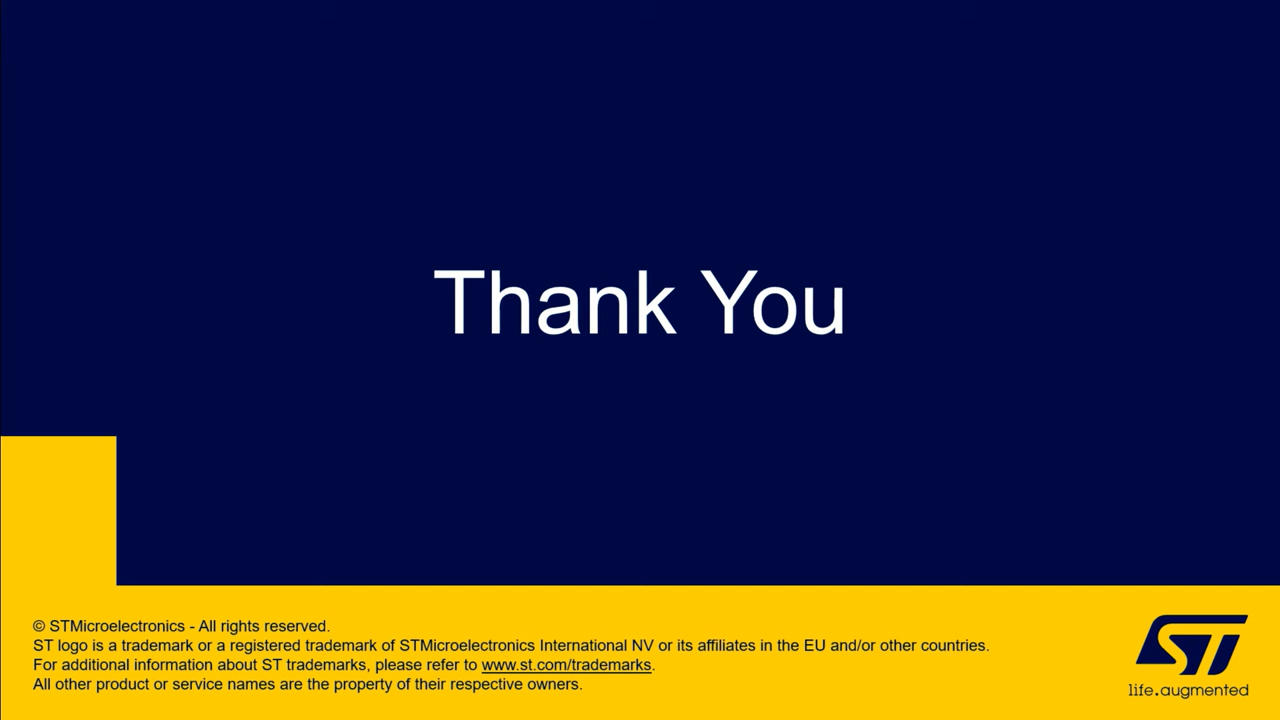 Thank You
© STMicroelectronics - All rights reserved.
ST logo is a trademark or a registered trademark of STMicroelectronics International NV or its affiliates in the EU and/or other countries.
For additional information about ST trademarks, please refer to www.st.com/trademarks.
All other product or service names are the property of their respective owners.
ST
life.augmented